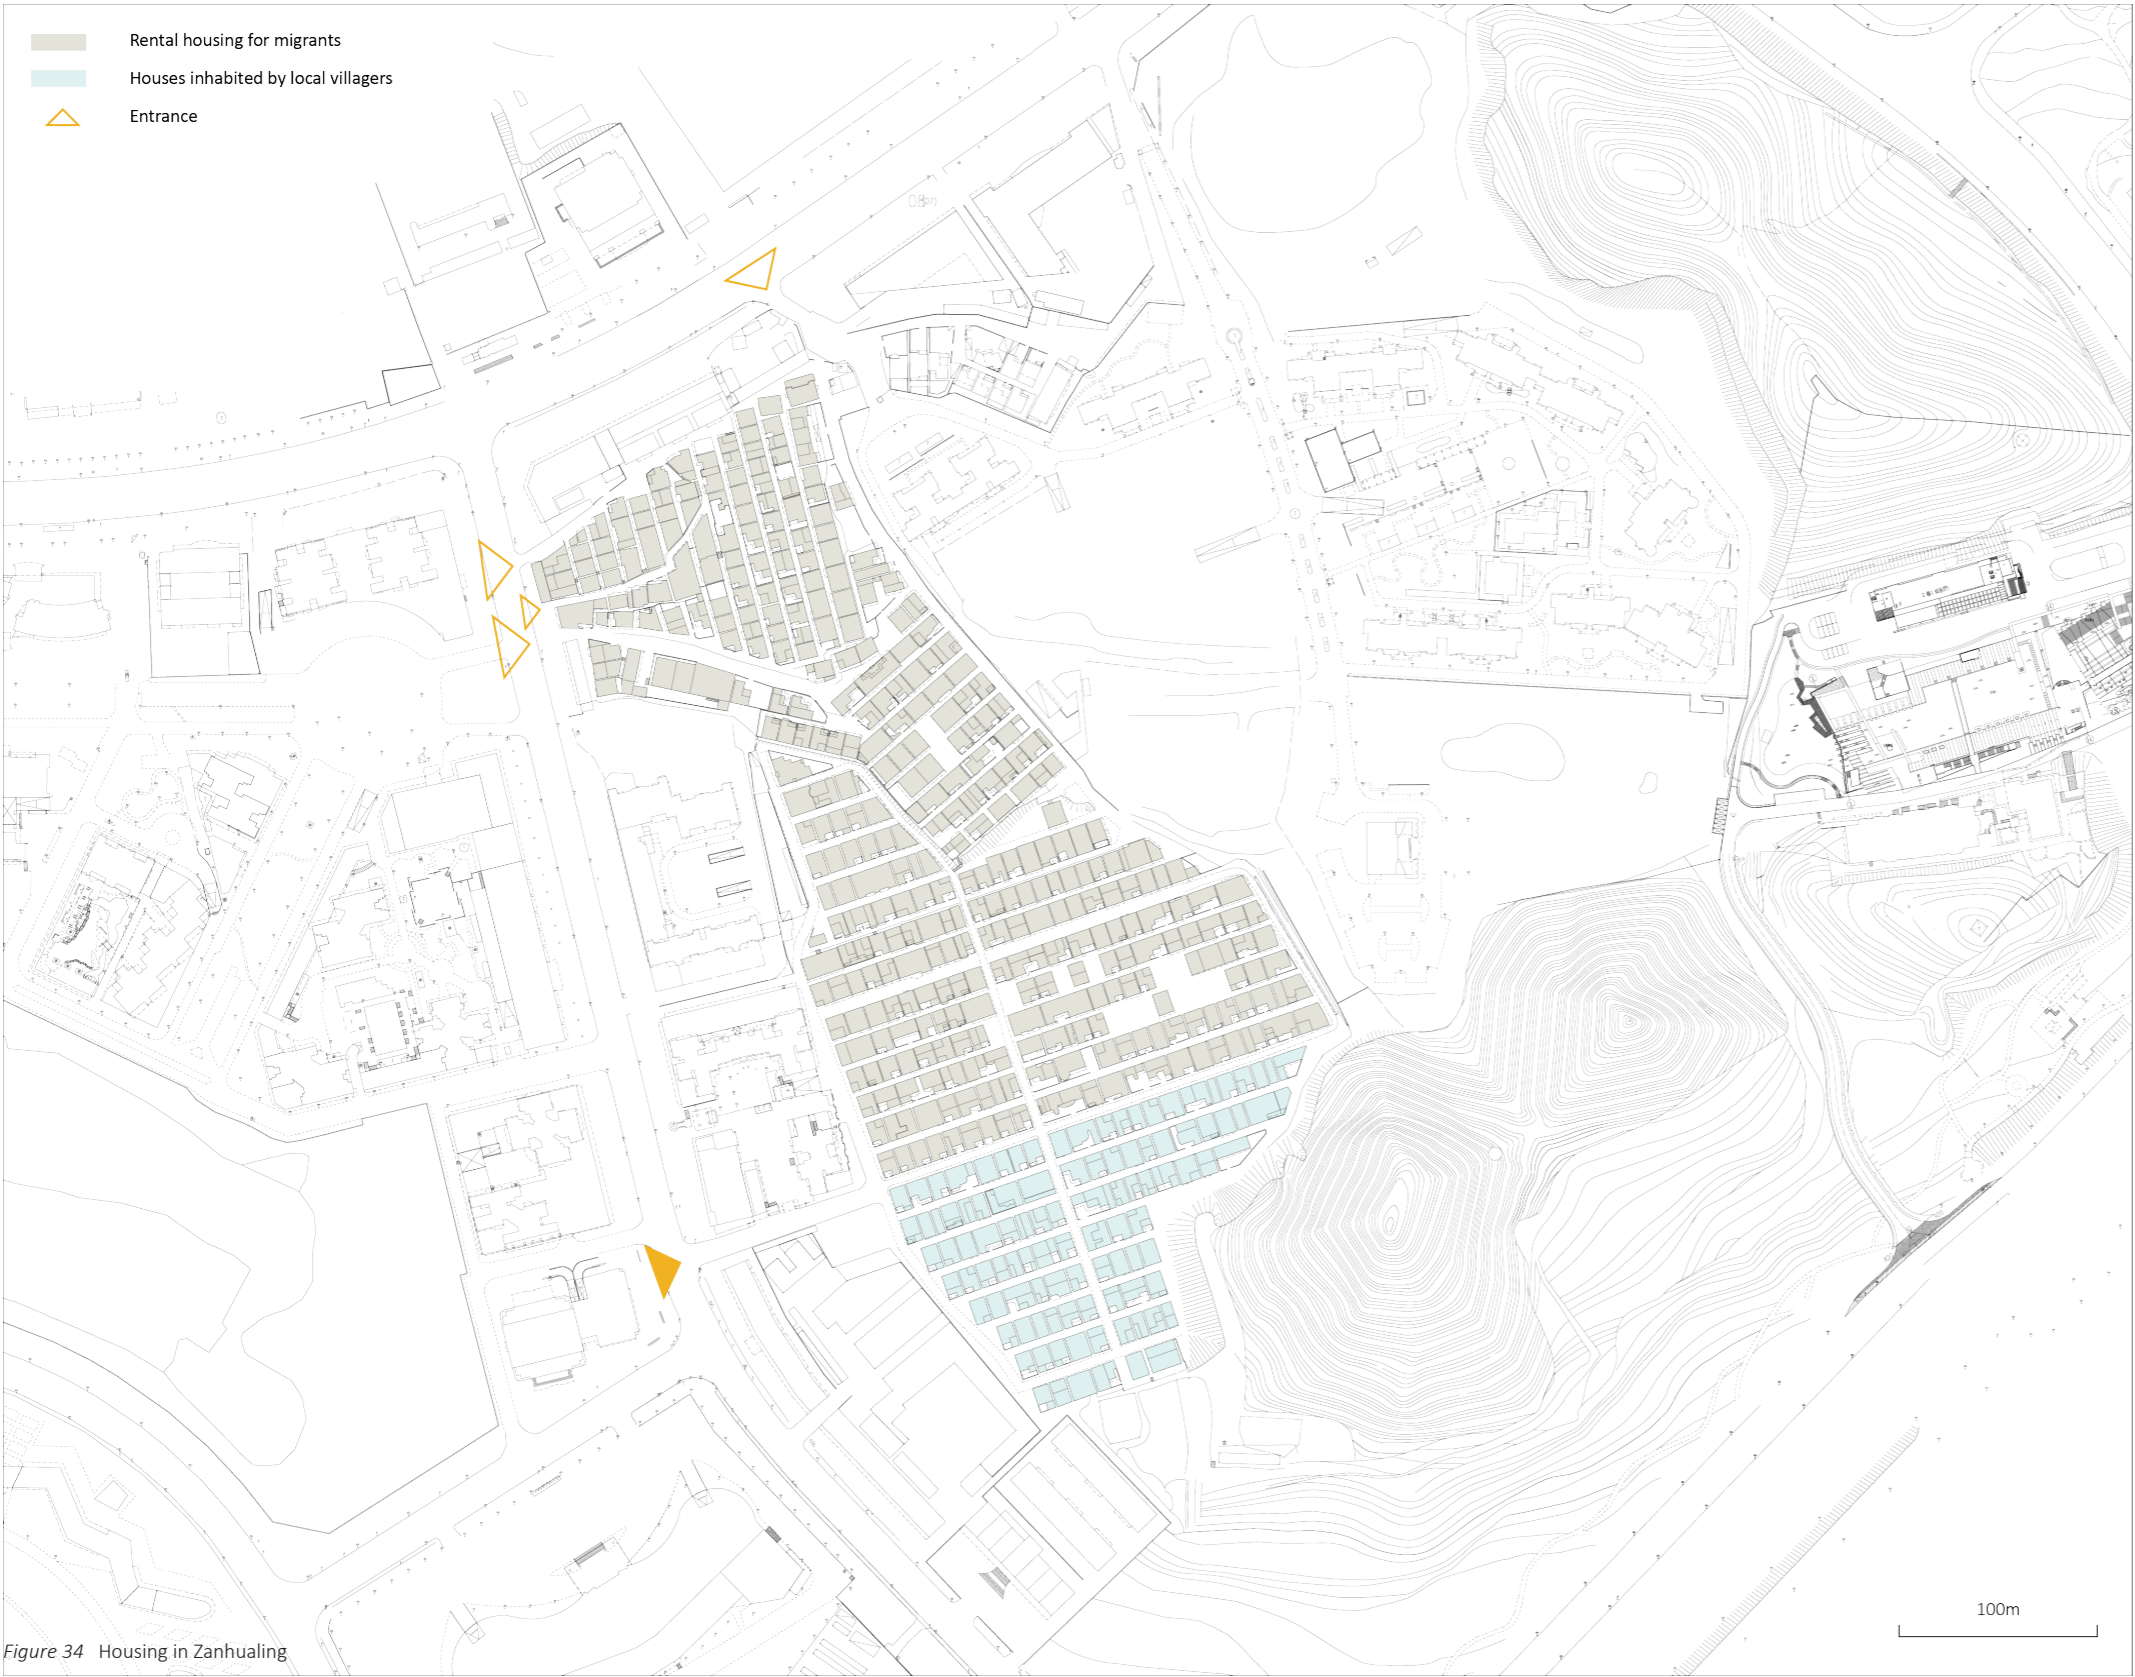 Rental housing for migrants
Houses inhabited by local villagers
Entrance
100m
Figure 34 Housing in Zanhualing